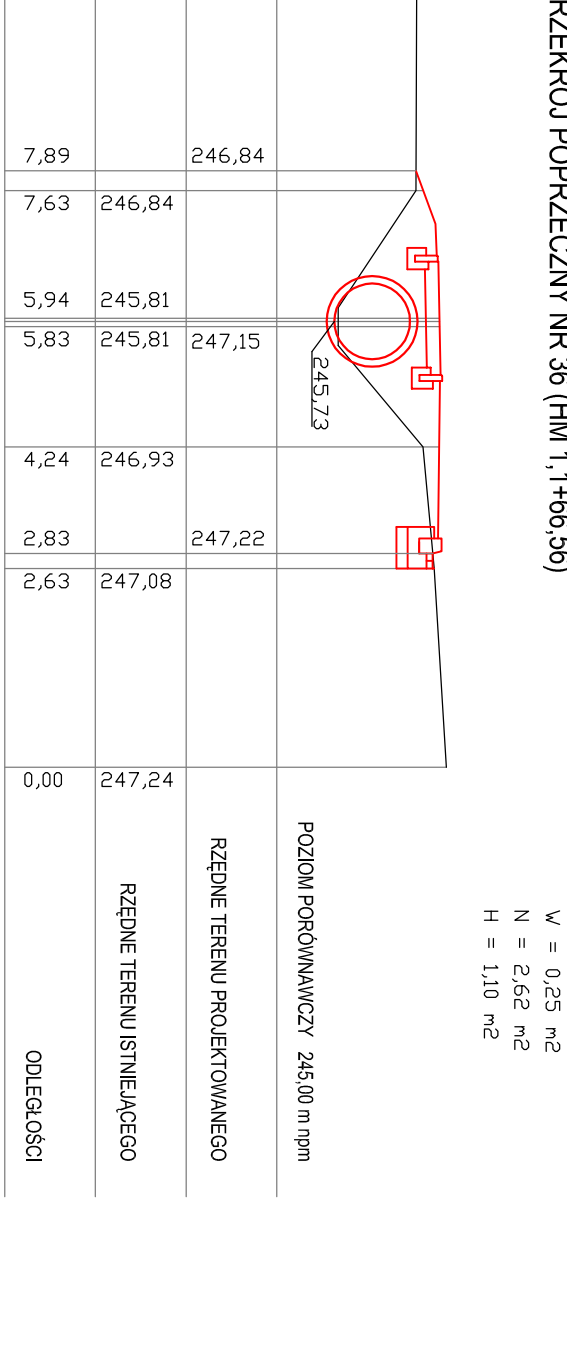 RZEKRÓJ POPRZECZNY NR 36 (HM 1,1+66,56)
W = 0,25 m2
N = 2,62 m2
H = 1,10 m2
245,73
POZIOM PORÓWNAWCZY 245,00 m npm
RZĘDNE TERENU PROJEKTOWANEGO
247,22
247,15
246,84
RZĘDNE TERENU ISTNIEJĄCEGO
247,24
247,08
246,93
245,81
245,81
246,84
ODLEGŁOŚCI
0,00
2,63
2,83
4,24
5,83
5,94
7,63
7,89